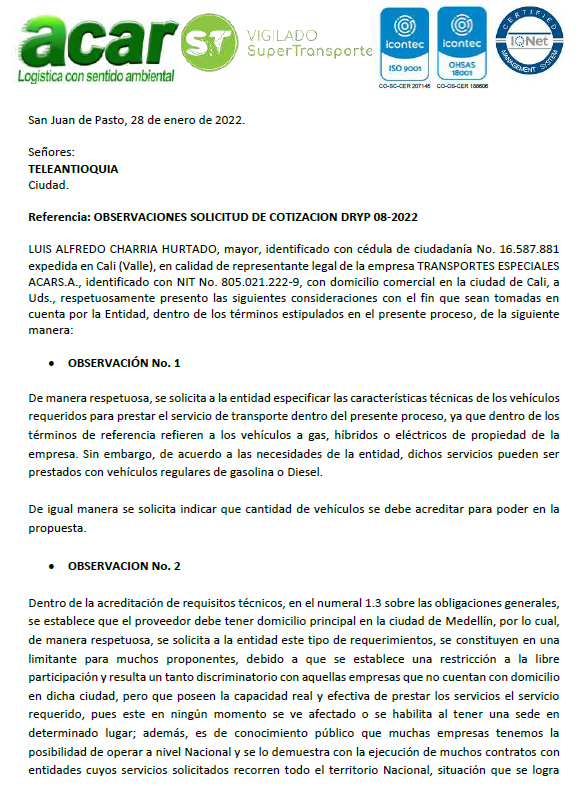 acar
Logística con sentido ambiental
ST
VIGILADO
SuperTransporte
icontec
ISO 9001
CO-SC-CER 207145
icontec
OHSAS
18001
CO-OS-CER 188606
CERTIFIED
IQNet
MANAGEMENT SYSTEM
San Juan de Pasto, 28 de enero de 2022.
Señores:
TELEANTIOQUIA
Ciudad.
Referencia: OBSERVACIONES SOLICITUD DE COTIZACION DRYP 08-2022
LUIS ALFREDO CHARRIA HURTADO, mayor, identificado con cédula de ciudadanía No. 16.587.881
expedida en Cali (Valle), en calidad de representante legal de la empresa TRANSPORTES ESPECIALES
ACARS.A., identificado con NIT No. 805.021.222-9, con domicilio comercial en la ciudad de Cali, a
Uds., respetuosamente presento las siguientes consideraciones con el fin que sean tomadas en
cuenta por la Entidad, dentro de los términos estipulados en el presente proceso, de la siguiente
manera:
• OBSERVACIÓN No. 1
De manera respetuosa, se solicita a la entidad especificar las características técnicas de los vehículos
requeridos para prestar el servicio de transporte dentro del presente proceso, ya que dentro de los
términos de referencia refieren a los vehículos a gas, híbridos o eléctricos de propiedad de la
empresa. Sin embargo, de acuerdo a las necesidades de la entidad, dichos servicios pueden ser
prestados con vehículos regulares de gasolina o Diesel.
De igual manera se solicita indicar que cantidad de vehículos se debe acreditar para poder en la
propuesta.
• OBSERVACION No. 2
Dentro de la acreditación de requisitos técnicos, en el numeral 1.3 sobre las obligaciones generales,
se establece que el proveedor debe tener domicilio principal en la ciudad de Medellín, por lo cual,
de manera respetuosa, se solicita a la entidad este tipo de requerimientos, se constituyen en una
limitante para muchos proponentes, debido a que se establece una restricción a la libre
participación y resulta un tanto discriminatorio con aquellas empresas que no cuentan con domicilio
en dicha ciudad, pero que poseen la capacidad real y efectiva de prestar los servicios el servicio
requerido, pues este en ningún momento se ve afectado o se habilita al tener una sede en
determinado lugar; además, es de conocimiento público que muchas empresas tenemos la
posibilidad de operar a nivel Nacional y se lo demuestra con la ejecución de muchos contratos con
entidades cuyos servicios solicitados recorren todo el territorio Nacional, situación que se logra